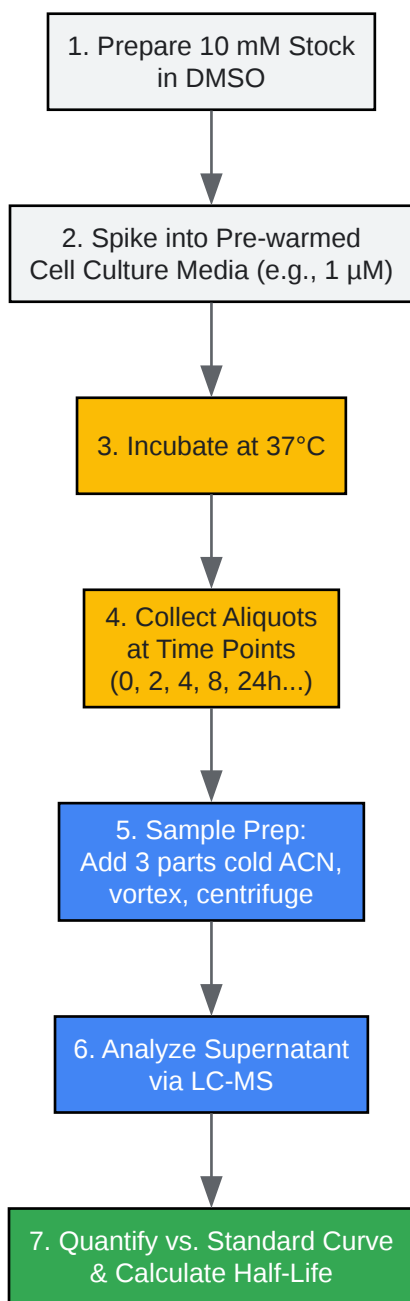 1. Prepare 10 mM Stock
in DMSO
2. Spike into Pre-warmed
Cell Culture Media (e.g., 1 µM)
3. Incubate at 37°C
4. Collect Aliquots
at Time Points
(0, 2, 4, 8, 24h...)
5. Sample Prep:
Add 3 parts cold ACN,
vortex, centrifuge
6. Analyze Supernatant
via LC-MS
7. Quantify vs. Standard Curve
& Calculate Half-Life